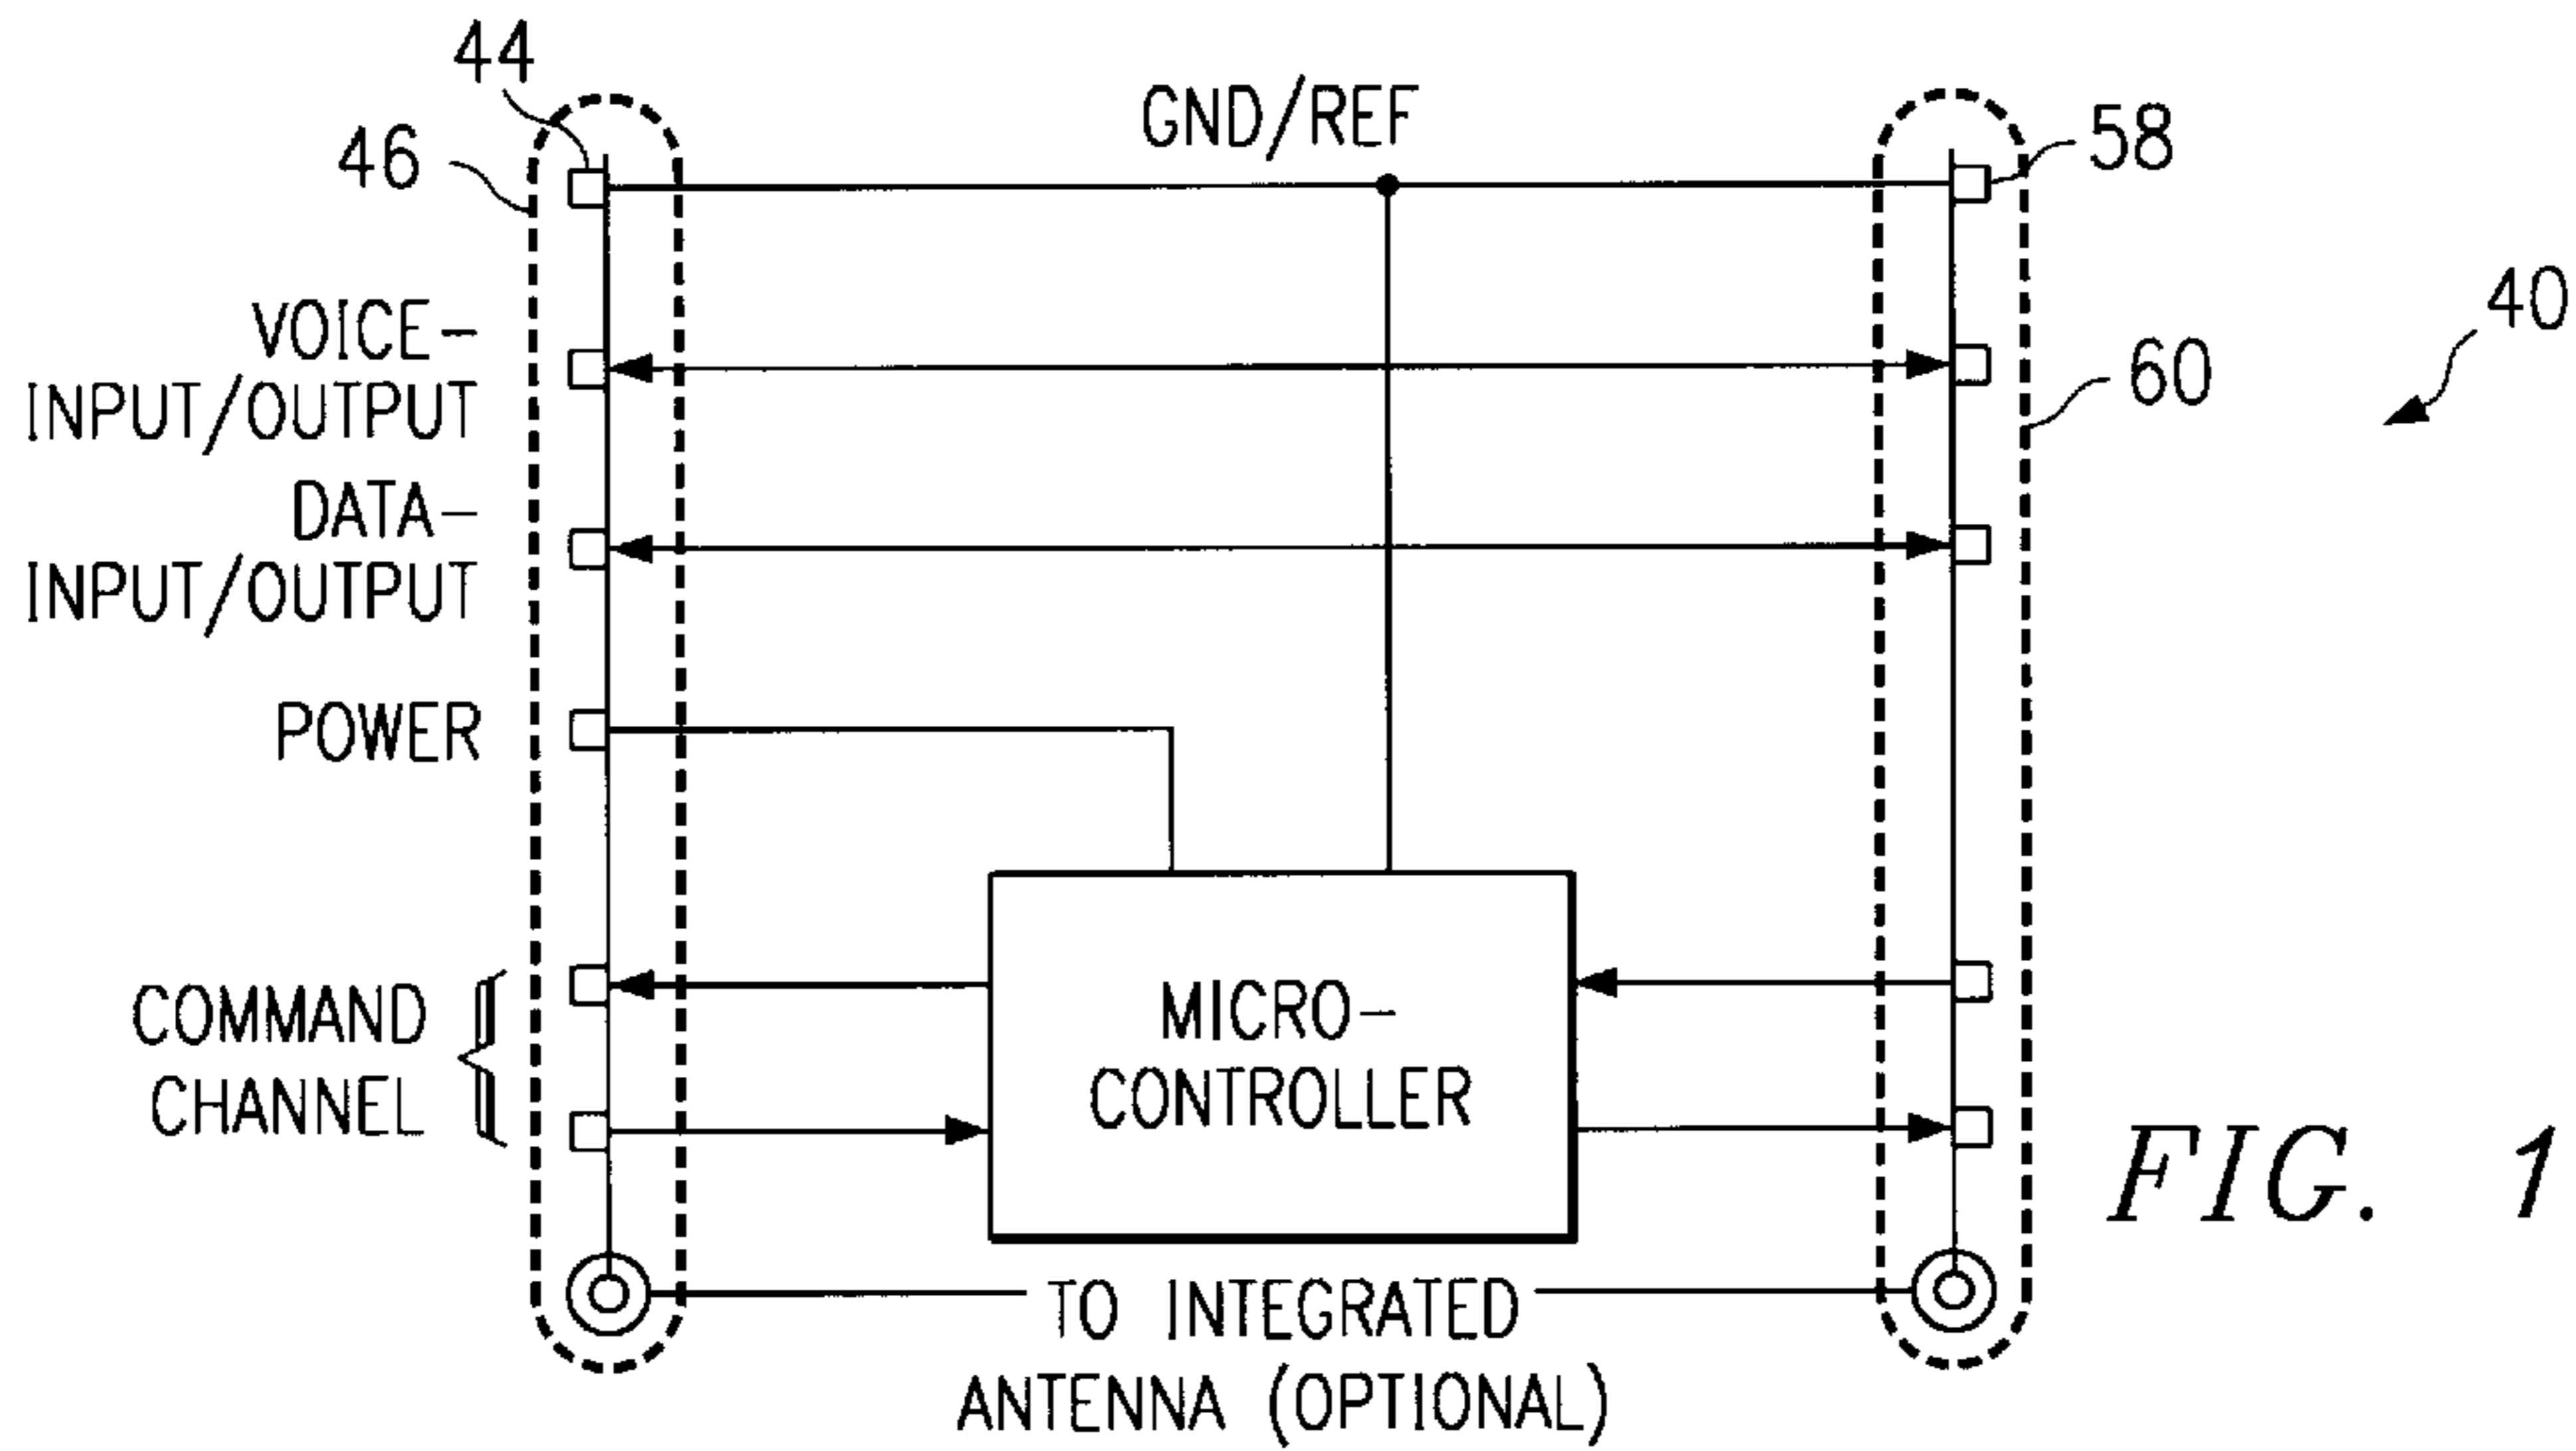 44
46
GND/REF
58
40
VOICE-
INPUT/OUTPUT
60
DATA-
INPUT/OUTPUT
POWER
COMMAND
CHANNEL
MICRO-
CONTROLLER
FIG. 1
TO INTEGRATED
ANTENNA (OPTIONAL)